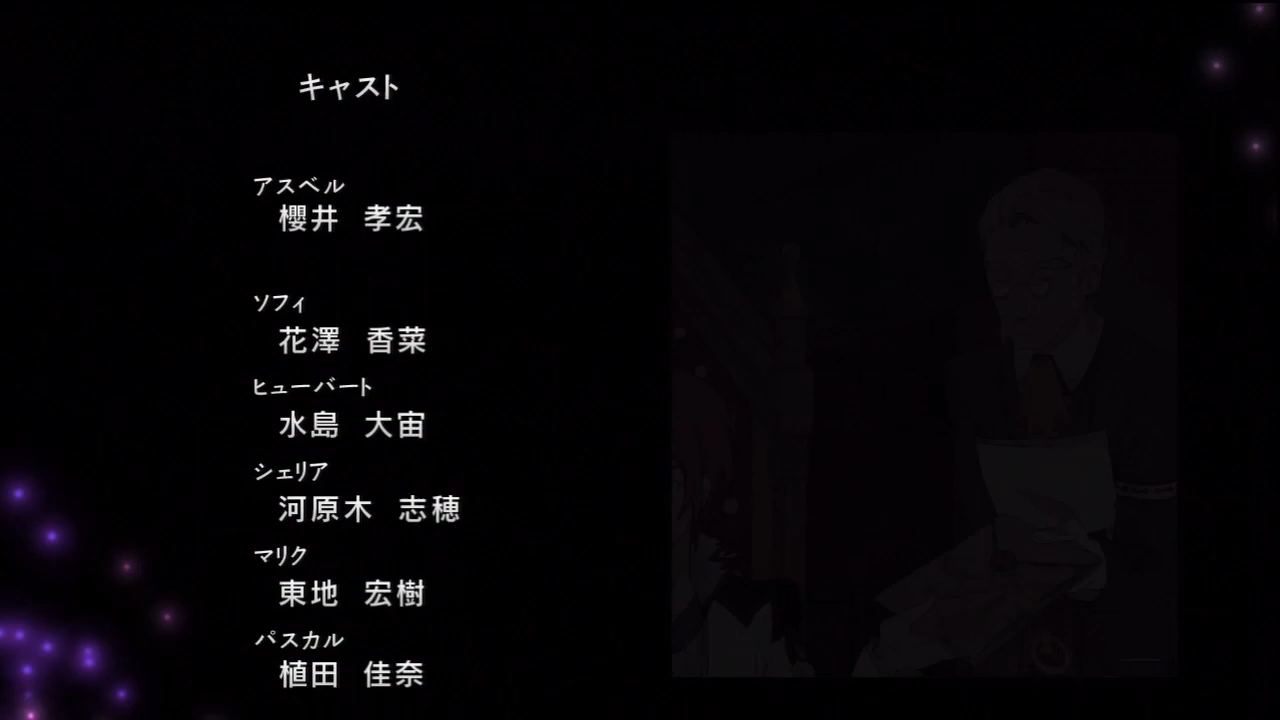 キャスト
アスベル
櫻井 孝宏
ソフィ
花澤 香菜
ヒューバート
水島 大宙
シェリア
河原木 志穂
マリク
東地 宏樹
パスカル
植田 佳奈